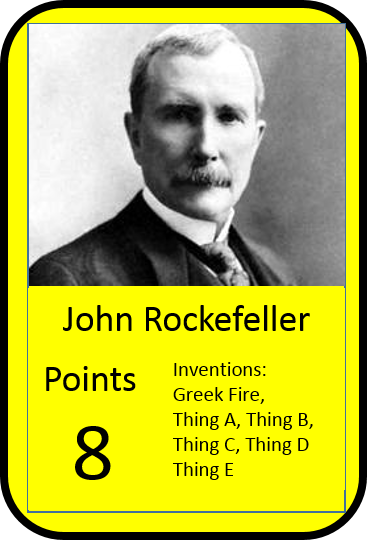 John Rockefeller
Points
8
Inventions:
Greek Fire,
Thing A, Thing B,
Thing C, Thing D
Thing E